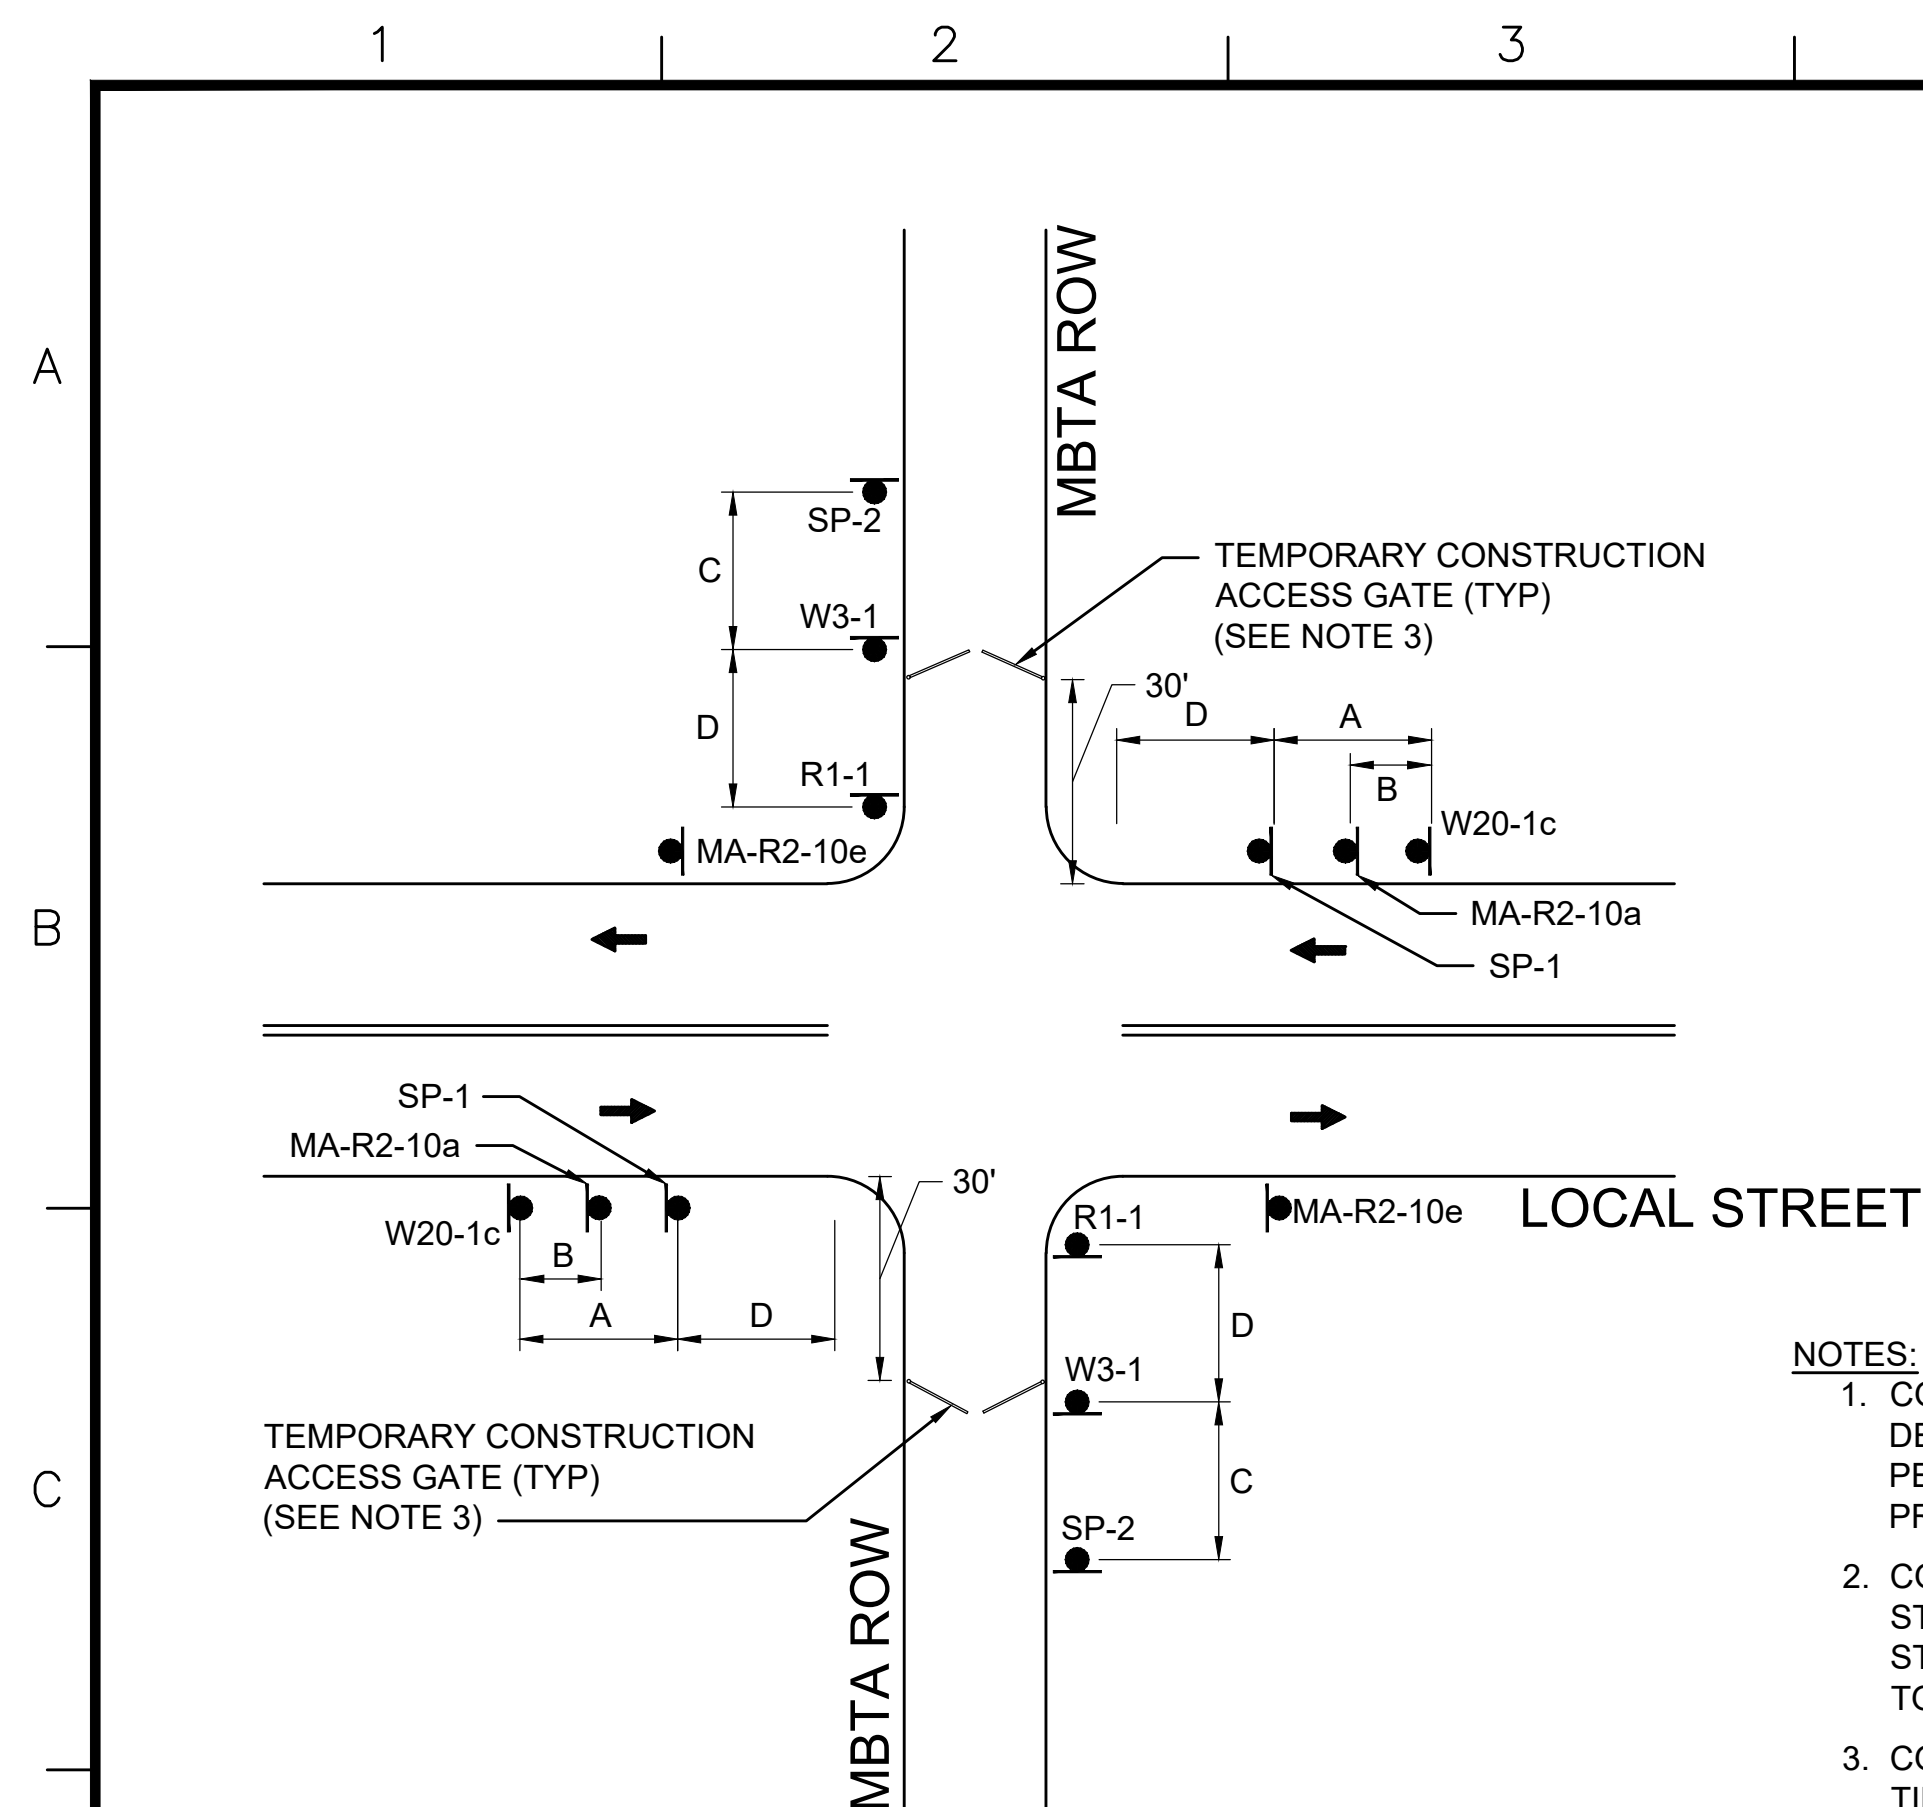 1
2
3
A
MBTA ROW
SP-2
C
W3-1
D
R1-1
MA-R2-10e
TEMPORARY CONSTRUCTION
ACCESS GATE (TYP)
(SEE NOTE 3)
30'
D
A
B
W20-1c
MA-R2-10a
SP-1
B
SP-1
MA-R2-10a
W20-1c
B
A
D
30'
R1-1
MA-R2-10e
LOCAL STREET
D
W3-1
C
SP-2
TEMPORARY CONSTRUCTION
ACCESS GATE (TYP)
(SEE NOTE 3)
C
MBTA ROW
NOTES:
1.
2.
3.